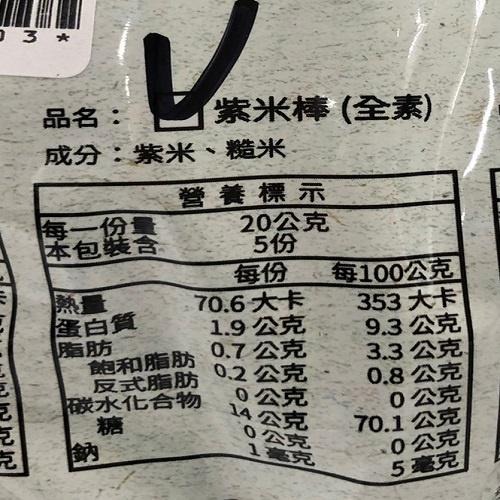 03*
品名：☑紫米棒(全素)
成分：紫米、糙米
營養標示
每一份量 20公克
本包裝含 5份
每份 每100公克
熱量 70.6大卡 353大卡
蛋白質 1.9公克 9.3公克
脂肪 0.7公克 3.3公克
飽和脂肪 0.2公克 0.8公克
反式脂肪 0公克 0公克
碳水化合物 14公克 70.1公克
糖 0公克 0公克
鈉 1毫克 5毫克